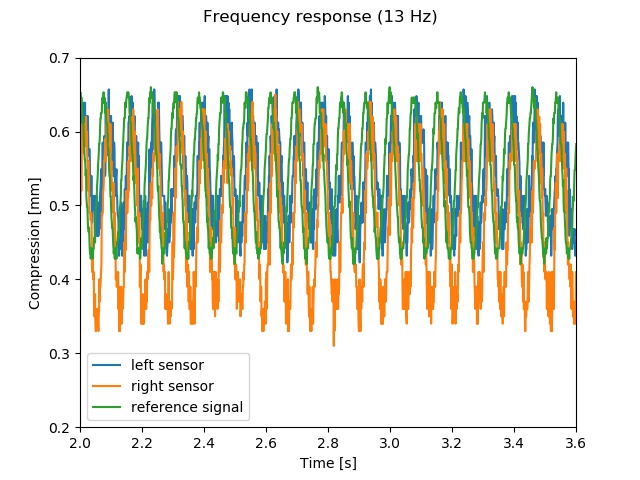 Frequency response (13 Hz)
0.7
0.6
0.5
0.4
0.3
0.2
Compression [mm]
left sensor
right sensor
reference signal
2.0 2.2 2.4 2.6 2.8 3.0 3.2 3.4 3.6
Time [s]